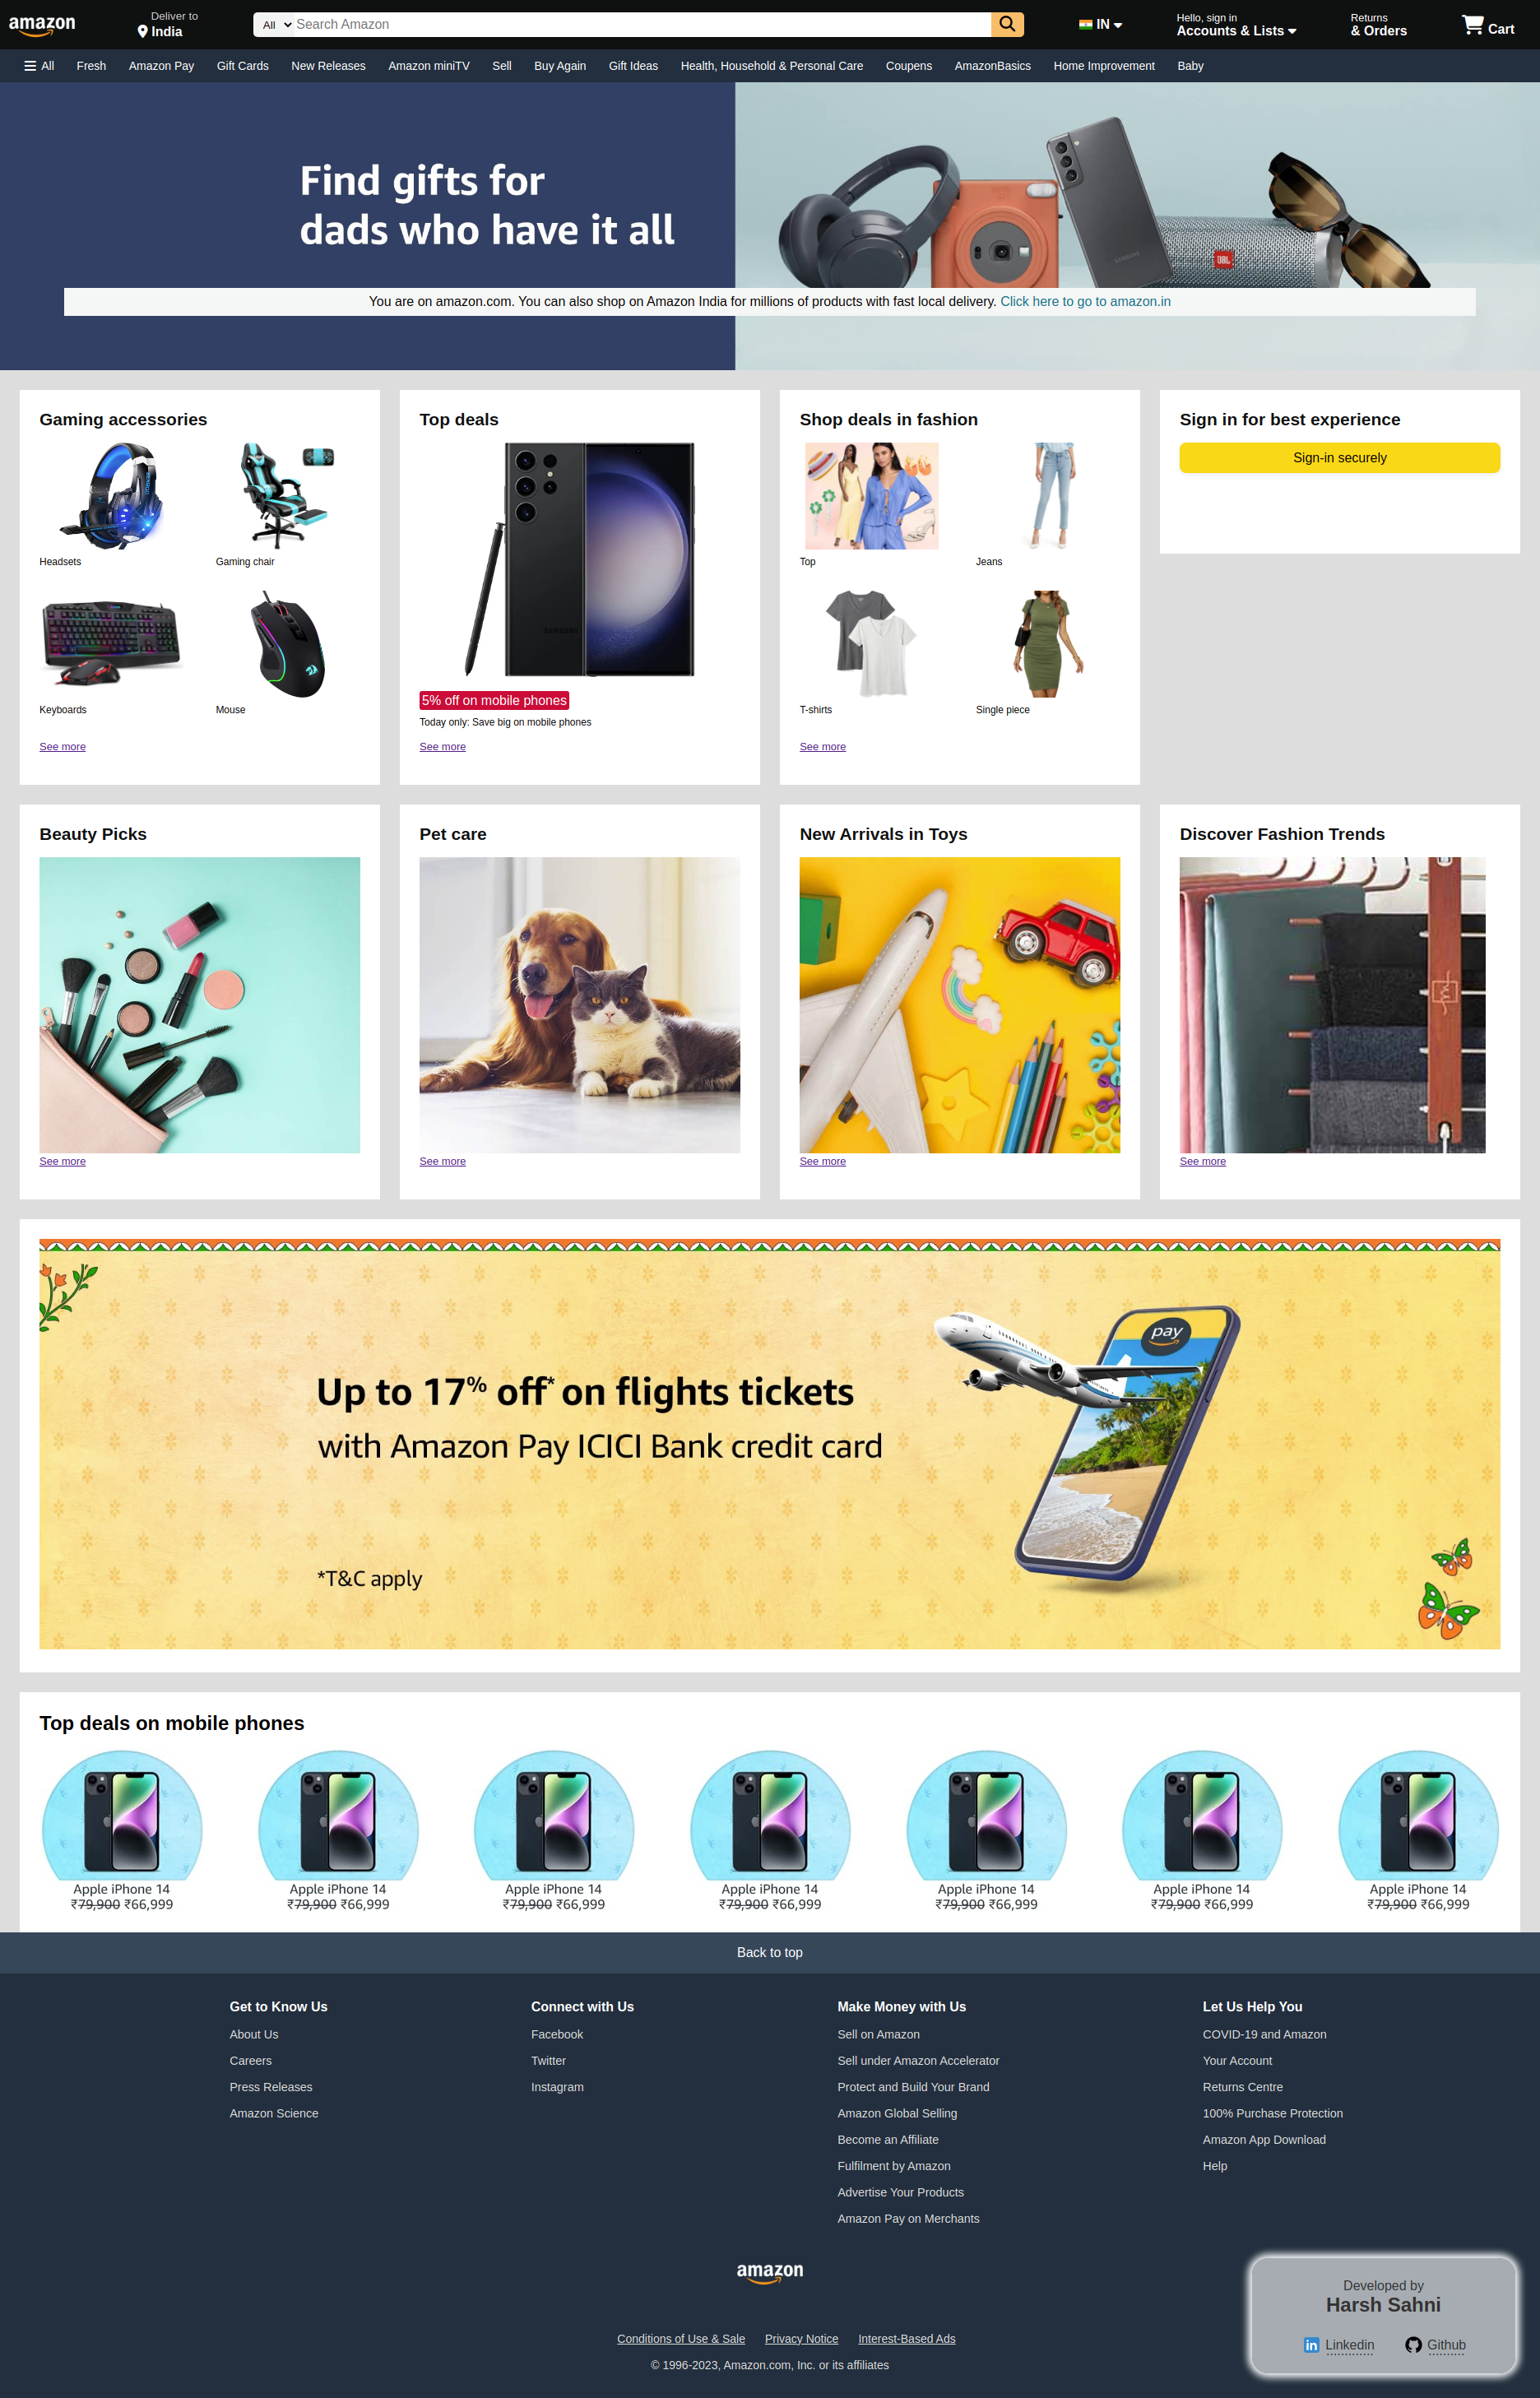 amazon
Deliver to
India
All
Search Amazon
IN
Hello, sign in
Accounts & Lists
Returns
& Orders
Cart
All Fresh Amazon Pay Gift Cards New Releases Amazon miniTV Sell Buy Again Gift Ideas Health, Household & Personal Care Coupens AmazonBasics Home Improvement Baby
Find gifts for
dads who have it all
SAMSUNG
JBL
You are on amazon.com. You can also shop on Amazon India for millions of products with fast local delivery. Click here to go to amazon.in
Gaming accessories
Headsets
Gaming chair
Keyboards
Mouse
See more
Top deals
SAMSUNG
5% off on mobile phones
Today only: Save big on mobile phones
See more
Shop deals in fashion
Top
Jeans
T-shirts
Single piece
See more
Sign in for best experience
Sign-in securely
Beauty Picks
See more
Pet care
See more
New Arrivals in Toys
See more
Discover Fashion Trends
See more
pay
Up to 17% off* on flights tickets
with Amazon Pay ICICI Bank credit card
*T&C apply
Top deals on mobile phones
Apple iPhone 14
₹79,900 ₹66,999
Apple iPhone 14
₹79,900 ₹66,999
Apple iPhone 14
₹79,900 ₹66,999
Apple iPhone 14
₹79,900 ₹66,999
Apple iPhone 14
₹79,900 ₹66,999
Apple iPhone 14
₹79,900 ₹66,999
Apple iPhone 14
₹79,900 ₹66,999
Back to top
Get to Know Us
About Us
Careers
Press Releases
Amazon Science
Connect with Us
Facebook
Twitter
Instagram
Make Money with Us
Sell on Amazon
Sell under Amazon Accelerator
Protect and Build Your Brand
Amazon Global Selling
Become an Affiliate
Fulfilment by Amazon
Advertise Your Products
Amazon Pay on Merchants
Let Us Help You
COVID-19 and Amazon
Your Account
Returns Centre
100% Purchase Protection
Amazon App Download
Help
amazon
Conditions of Use & Sale Privacy Notice Interest-Based Ads
© 1996-2023, Amazon.com, Inc. or its affiliates
Developed by
Harsh Sahni
in Linkedin
Github